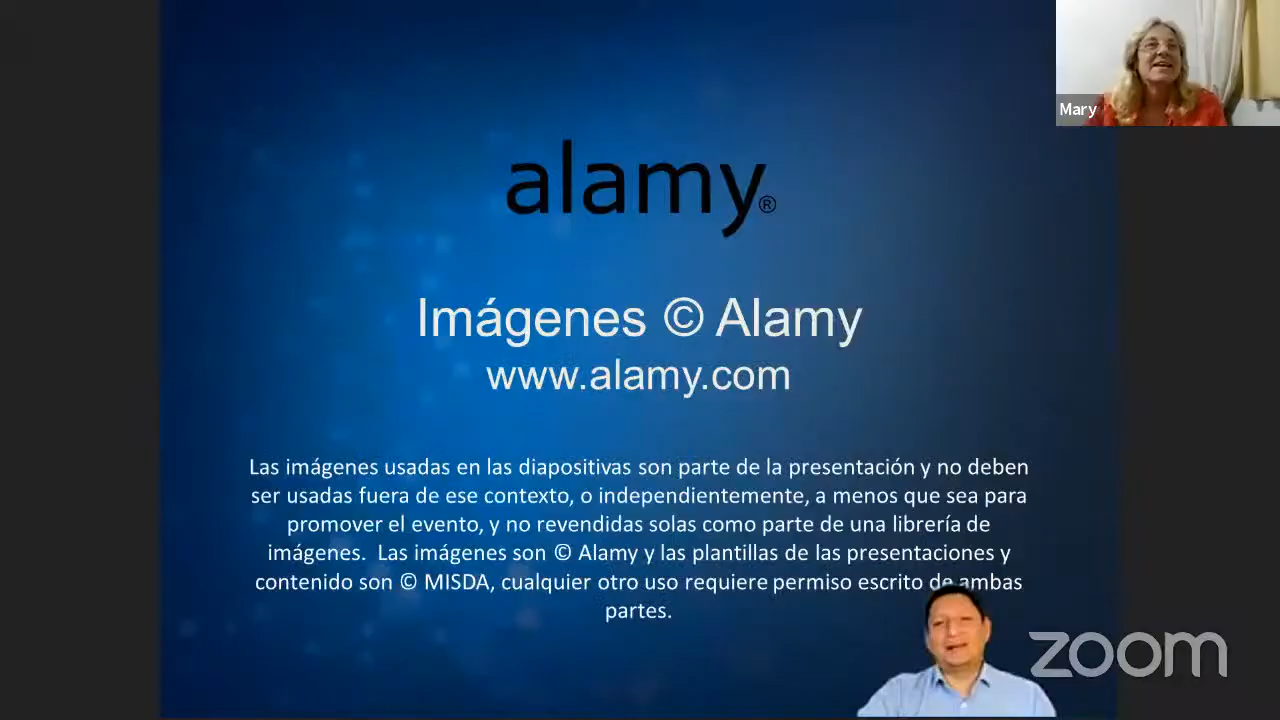 Mary
alamy®
Imágenes © Alamy
www.alamy.com
Las imágenes usadas en las diapositivas son parte de la presentación y no deben
ser usadas fuera de ese contexto, o independientemente, a menos que sea para
promover el evento, y no revendidas solas como parte de una librería de
imágenes.  Las imágenes son © Alamy y las plantillas de las presentaciones y
contenido son © MISDA, cualquier otro uso requiere permiso escrito de ambas
partes.
zoom